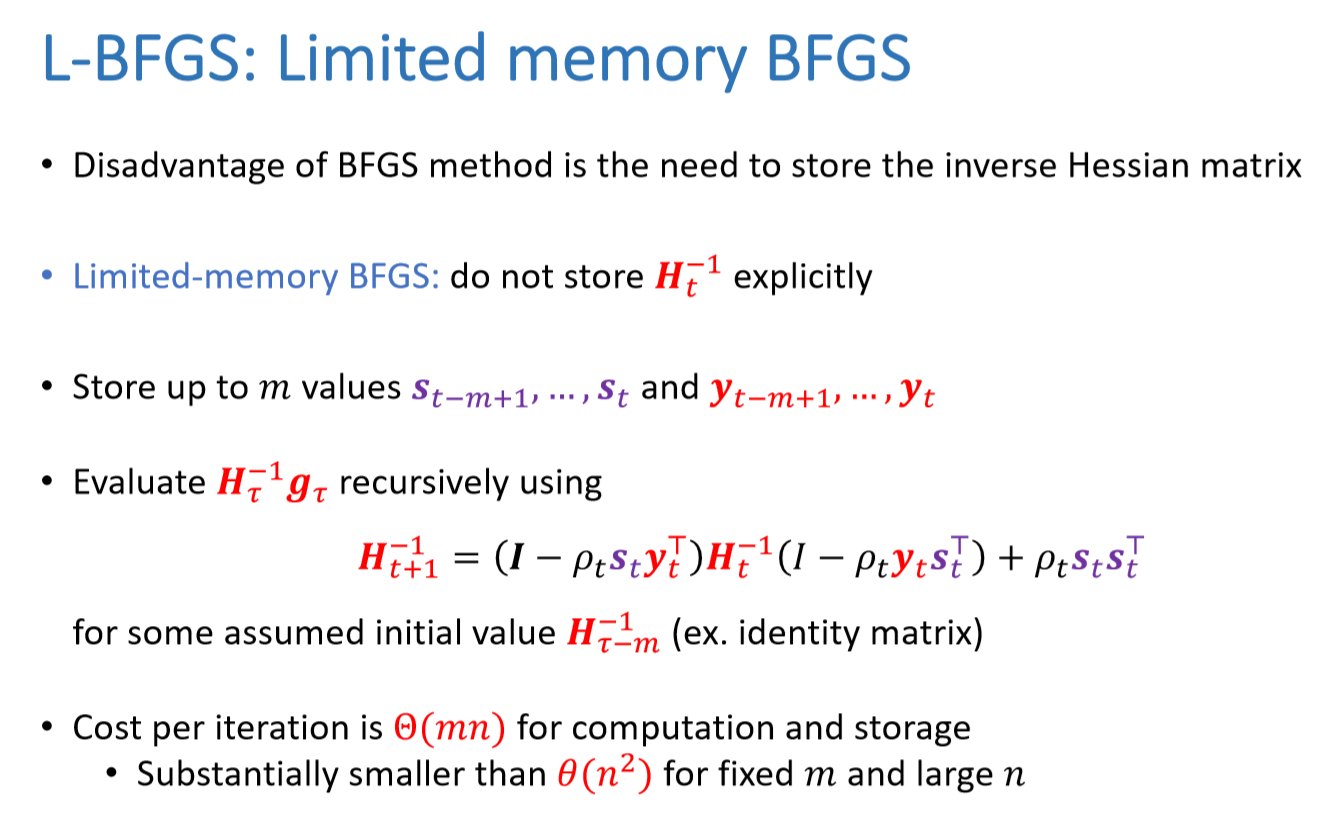 L-BFGS: Limited memory BFGS
• Disadvantage of BFGS method is the need to store the inverse Hessian matrix
• Limited-memory BFGS: do not store $\boldsymbol{H}_t^{-1}$ explicitly
• Store up to $m$ values $\boldsymbol{s}_{t-m+1}, \ldots, \boldsymbol{s}_t$ and $\boldsymbol{y}_{t-m+1}, \ldots, \boldsymbol{y}_t$
• Evaluate $\boldsymbol{H}_\tau^{-1}\boldsymbol{g}_\tau$ recursively using
$\boldsymbol{H}_{t+1}^{-1} = (\boldsymbol{I} - \rho_t \boldsymbol{s}_t \boldsymbol{y}_t^\mathsf{T})\boldsymbol{H}_t^{-1}(I - \rho_t \boldsymbol{y}_t \boldsymbol{s}_t^\mathsf{T}) + \rho_t \boldsymbol{s}_t \boldsymbol{s}_t^\mathsf{T}$
for some assumed initial value $\boldsymbol{H}_{\tau-m}^{-1}$ (ex. identity matrix)
• Cost per iteration is $\Theta(mn)$ for computation and storage
• Substantially smaller than $\theta(n^2)$ for fixed $m$ and large $n$